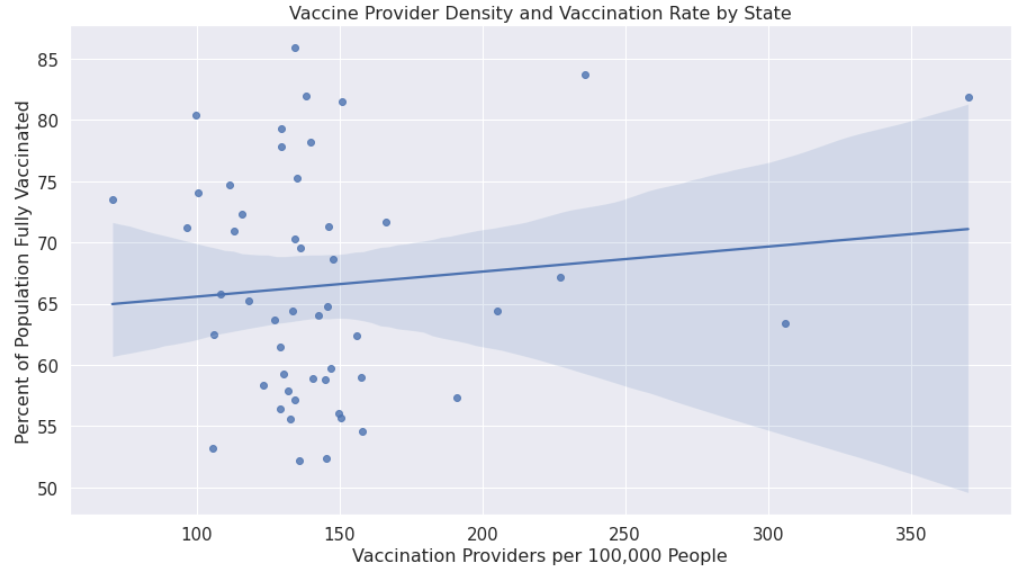 Vaccine Provider Density and Vaccination Rate by State
Percent of Population Fully Vaccinated
85
80
75
70
65
60
55
50
100 150 200 250 300 350
Vaccination Providers per 100,000 People